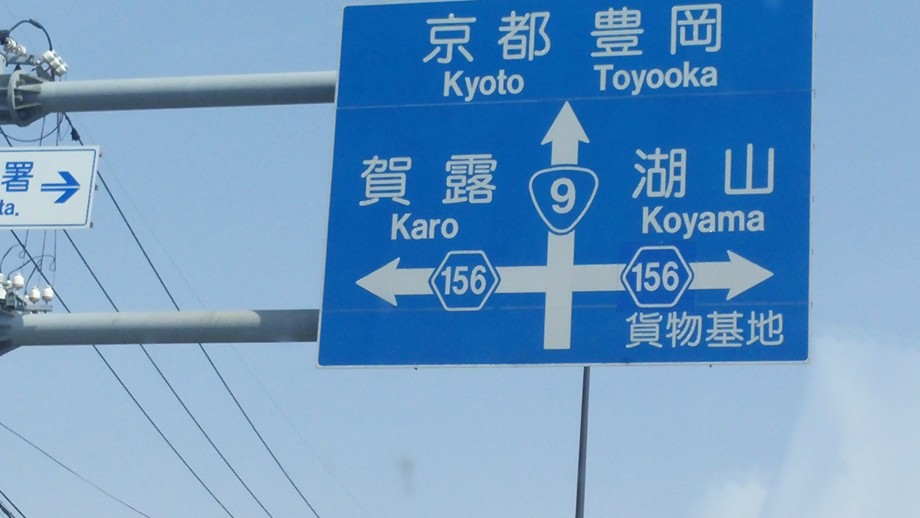 京都 豊岡
Kyoto Toyooka
賀露
Karo
9
湖山
Koyama
156
156
貨物基地
署
ta.